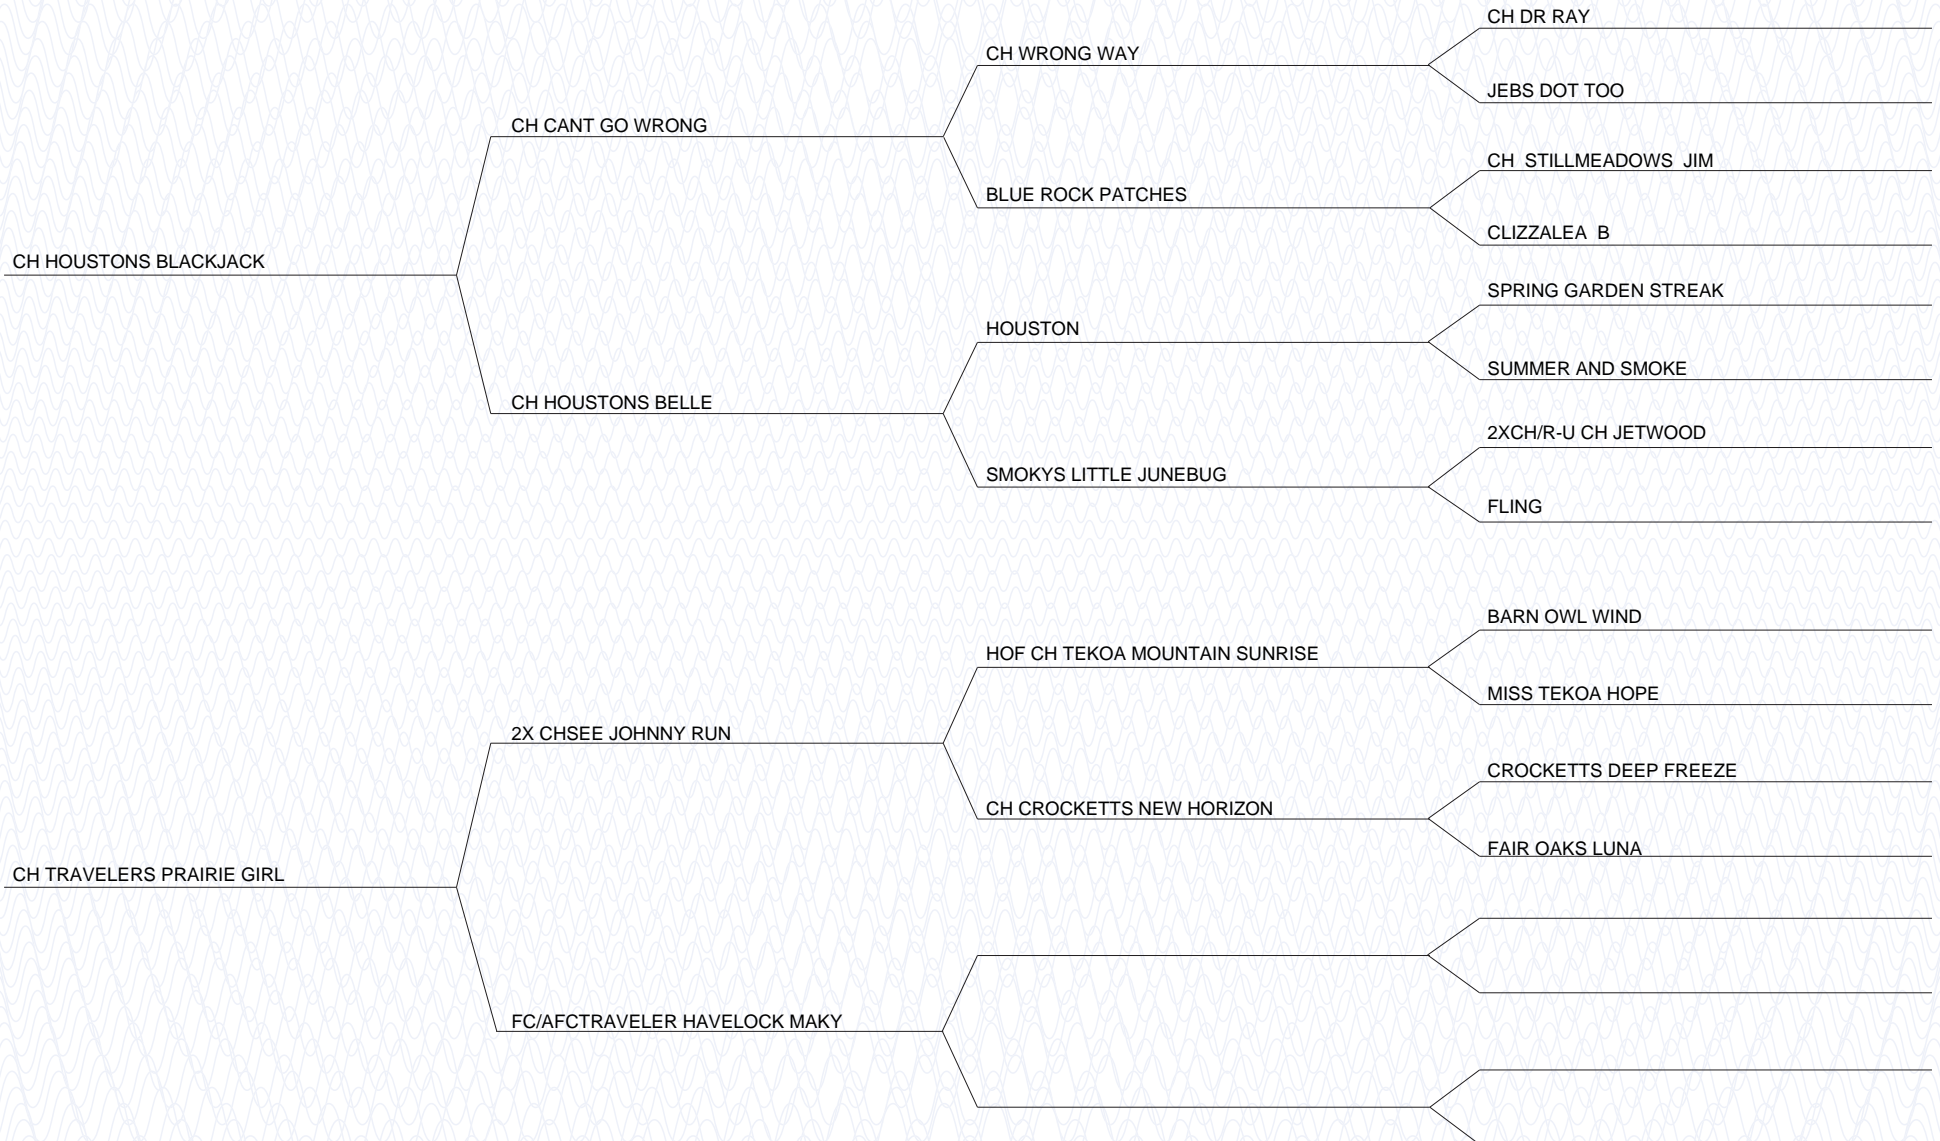 CH DR RAY
CH WRONG WAY
JEBS DOT TOO
CH CANT GO WRONG
CH  STILLMEADOWS  JIM
BLUE ROCK PATCHES
CLIZZALEA  B
CH HOUSTONS BLACKJACK
SPRING GARDEN STREAK
HOUSTON
SUMMER AND SMOKE
CH HOUSTONS BELLE
2XCH/R-U CH JETWOOD
SMOKYS LITTLE JUNEBUG
FLING
BARN OWL WIND
HOF CH TEKOA MOUNTAIN SUNRISE
MISS TEKOA HOPE
2X CHSEE JOHNNY RUN
CROCKETTS DEEP FREEZE
CH CROCKETTS NEW HORIZON
FAIR OAKS LUNA
CH TRAVELERS PRAIRIE GIRL
FC/AFCTRAVELER HAVELOCK MAKY